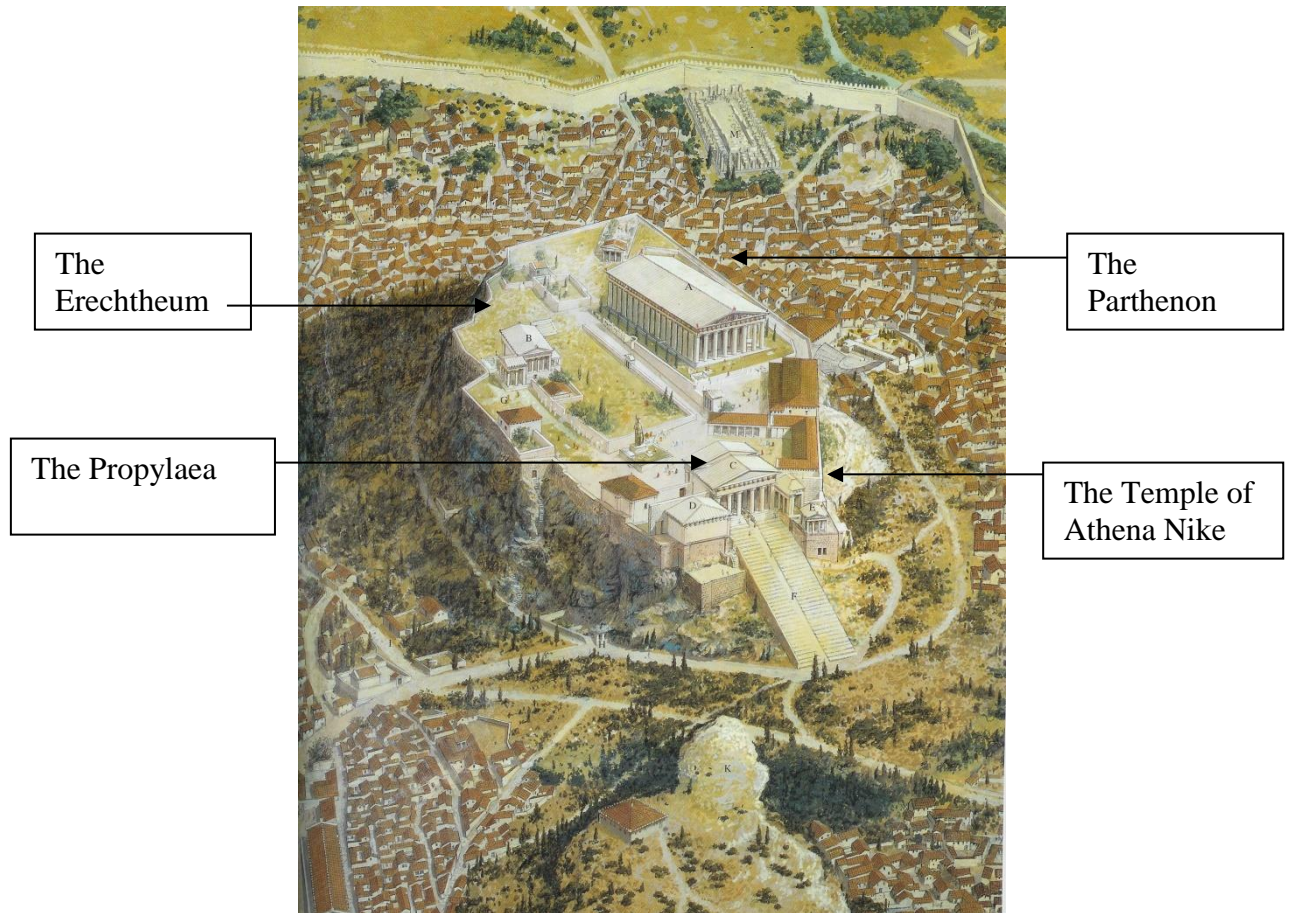 M
The
Erechtheum
The
Parthenon
A
B
G
The Propylaea
C
The Temple of
Athena Nike
D
E
F
H
K